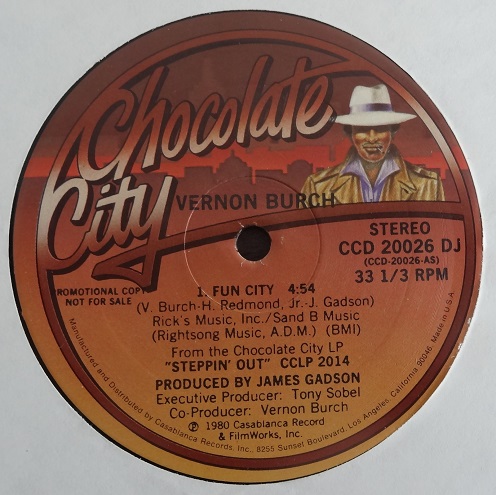 Chocolate
City
VERNON BURCH
STEREO
CCD 20026 DJ
(CCD-20026-AS)
33 1/3 RPM
PROMOTIONAL COPY
NOT FOR SALE
1. FUN CITY 4:54
(V. Burch-H. Redmond, Jr.-J. Gadson)
Rick's Music, Inc./Sand B Music
(Rightsong Music, A.D.M.) (BMI)
From the Chocolate City LP
"STEPPIN' OUT" CCLP 2014
PRODUCED BY JAMES GADSON
Executive Producer: Tony Sobel
Co-Producer: Vernon Burch
℗ 1980 Casablanca Record
& FilmWorks, Inc.
Manufactured and Distributed by Casablanca Records, Inc., 8255 Sunset Boulevard, Los Angeles, California 90046. Made in U.S.A.